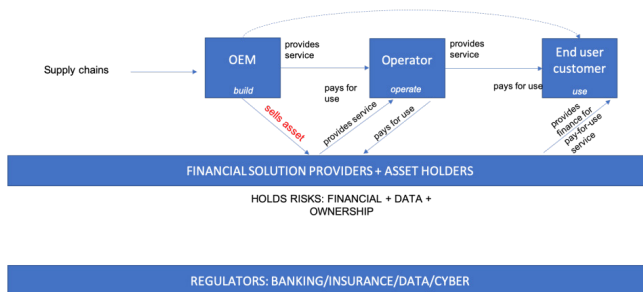 provides
service
provides
service
OEM
build
Operator
operate
End user
customer
use
Supply chains
pays for
use
pays for use
sells asset
provides service
pays for use
provides
finance for
pay-for-use
service
FINANCIAL SOLUTION PROVIDERS + ASSET HOLDERS
HOLDS RISKS: FINANCIAL + DATA +
OWNERSHIP
REGULATORS: BANKING/INSURANCE/DATA/CYBER